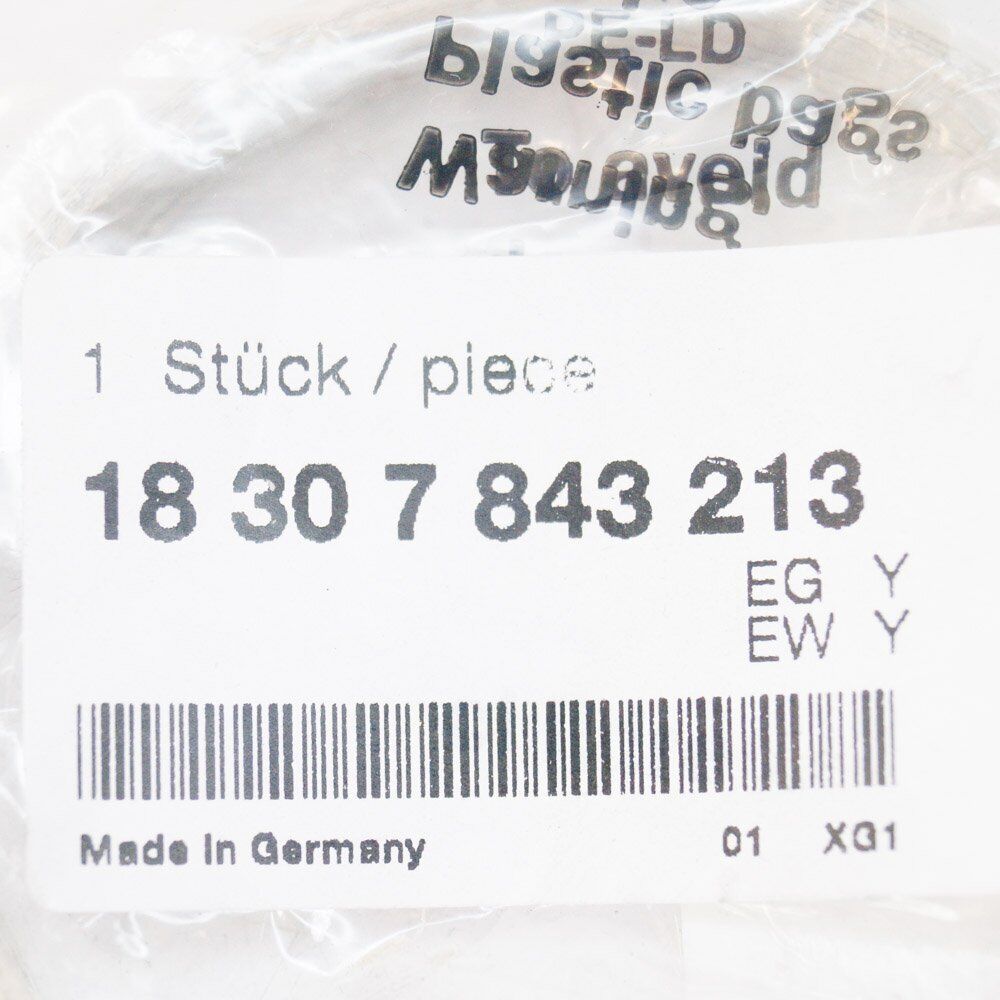 PE-LD
Plastic bags
1 Stück / piece
18 30 7 843 213
EG Y
EW Y
Made in Germany
01 XG1